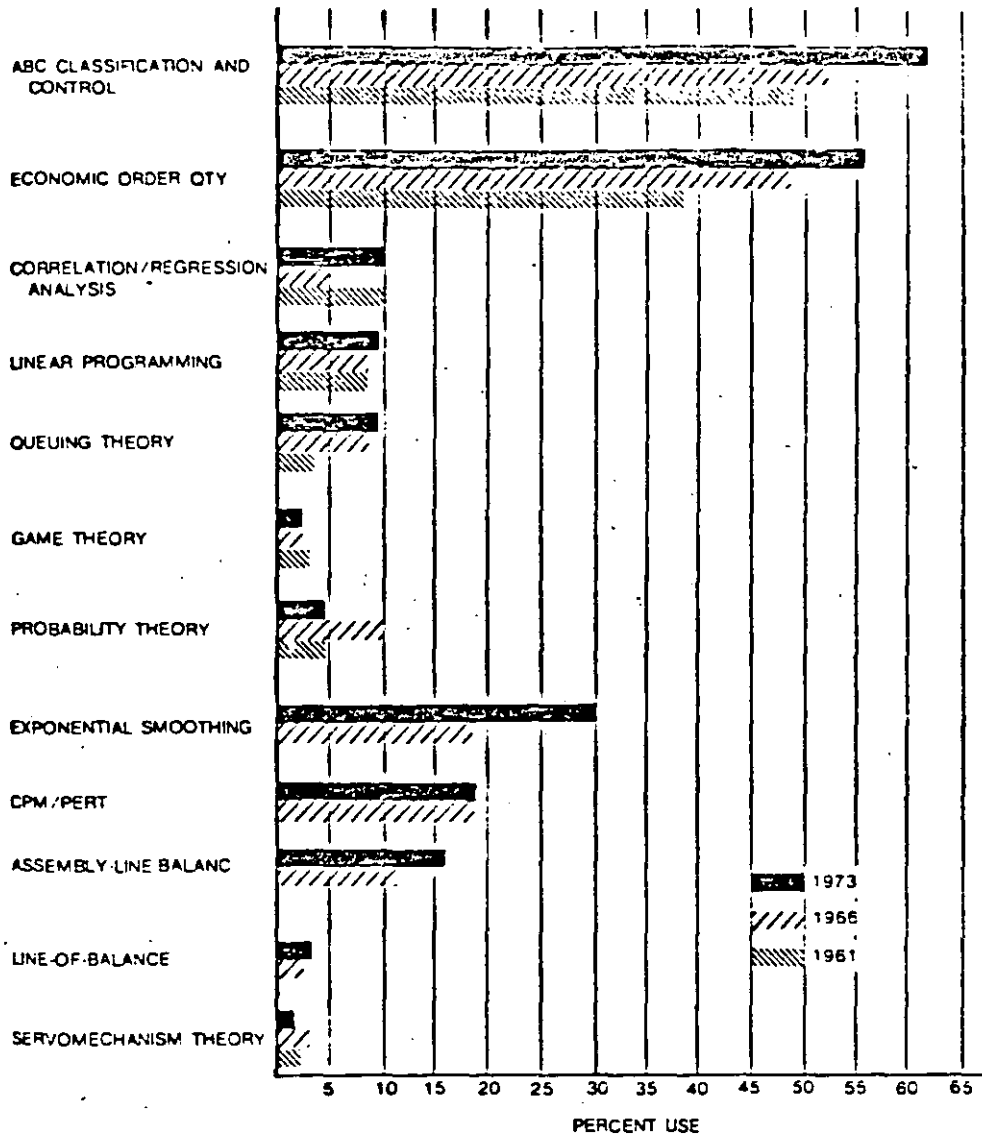 ABC CLASSIFICATION AND
CONTROL
ECONOMIC ORDER QTY
CORRELATION/REGRESSION
ANALYSIS
LINEAR PROGRAMMING
QUEUING THEORY
GAME THEORY
PROBABILITY THEORY
EXPONENTIAL SMOOTHING
CPM/PERT
ASSEMBLY-LINE BALANC
1973
1966
LINE-OF-BALANCE
1961
SERVOMECHANISM THEORY
5 10 15 20 25 30 35 40 45 50 55 60 65
PERCENT USE